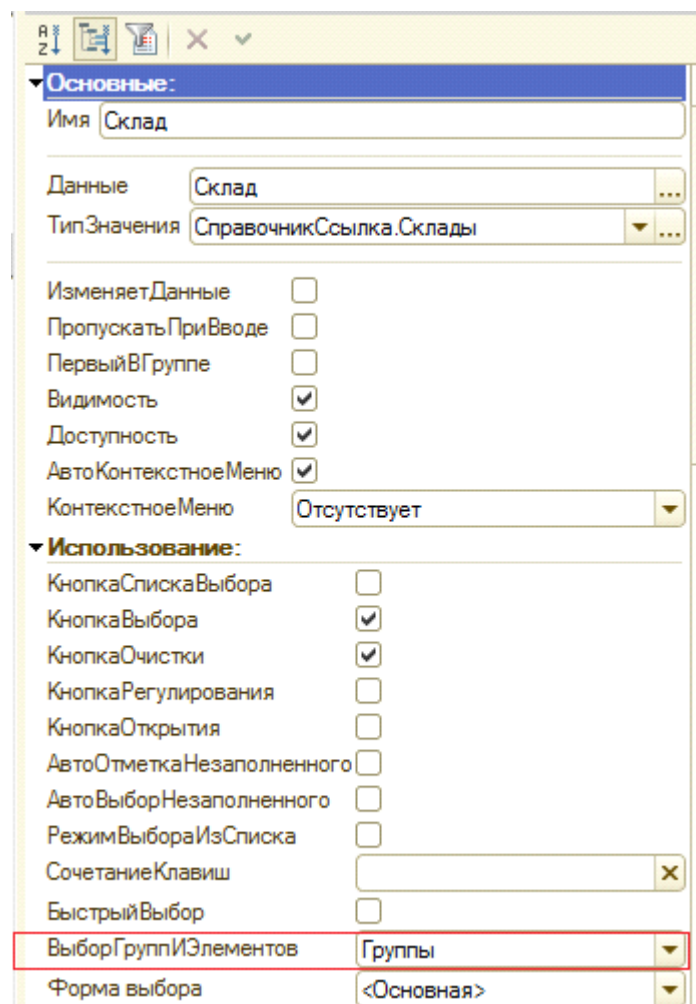 Основные:
Имя Склад
Данные Склад ...
ТипЗначения СправочникСсылка.Склады ...
ИзменяетДанные
ПропускатьПриВводе
ПервыйВГруппе
Видимость
Доступность
АвтоКонтекстноеМеню
КонтекстноеМеню Отсутствует
Использование:
КнопкаСпискаВыбора
КнопкаВыбора
КнопкаОчистки
КнопкаРегулирования
КнопкаОткрытия
АвтоОтметкаНезаполненного
АвтоВыборНезаполненного
РежимВыбораИзСписка
СочетаниеКлавиш
БыстрыйВыбор
ВыборГруппИЭлементов Группы
Форма выбора <Основная>